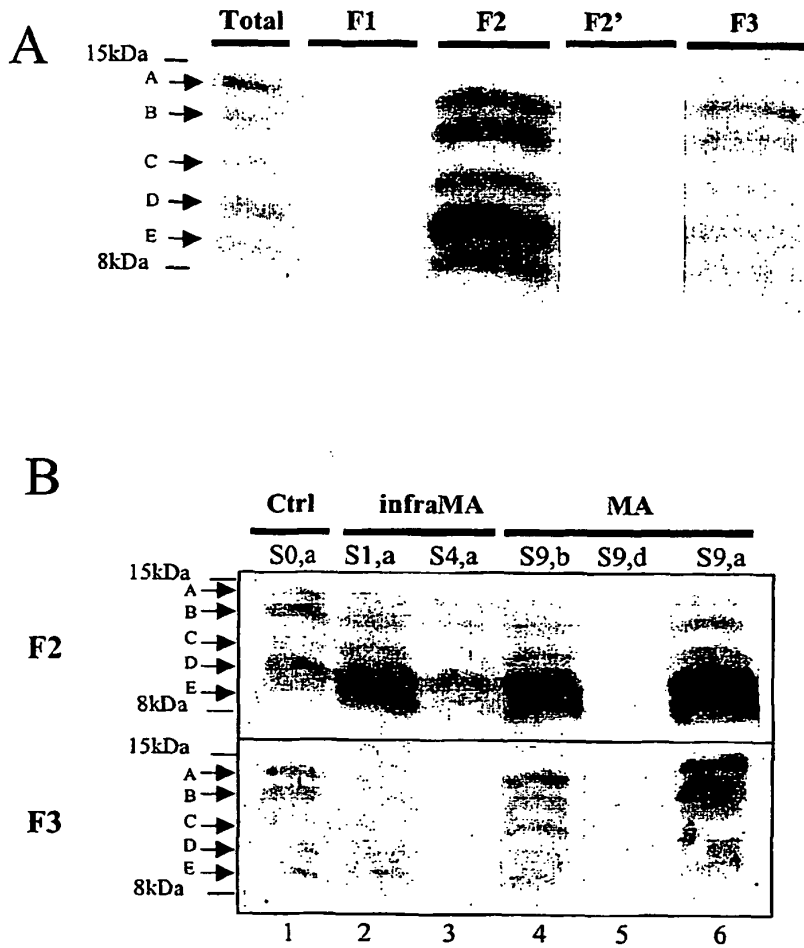 Total F1 F2 F2' F3
A
15kDa
A
B
C
D
E
8kDa
B
Ctrl infraMA MA
S0,a S1,a S4,a S9,b S9,d S9,a
15kDa
A
B
F2
C
D
E
8kDa
15kDa
A
B
F3
C
D
E
8kDa
1 2 3 4 5 6